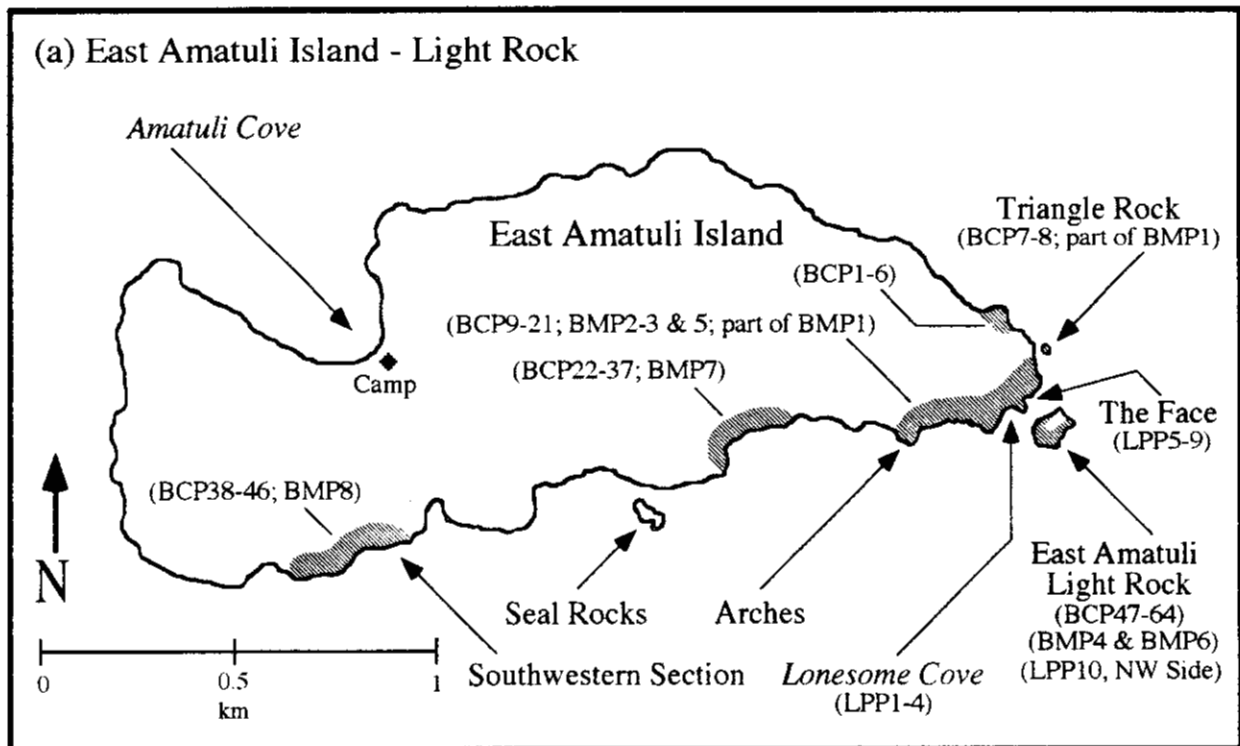 (a) East Amatuli Island - Light Rock
Amatuli Cove
East Amatuli Island
Triangle Rock
(BCP7-8; part of BMP1)
(BCP1-6)
(BCP9-21; BMP2-3 & 5; part of BMP1)
(BCP22-37; BMP7)
Camp
The Face
(LPP5-9)
(BCP38-46; BMP8)
N
East Amatuli
Light Rock
(BCP47-64)
(BMP4 & BMP6)
(LPP10, NW Side)
Seal Rocks
Arches
Southwestern Section
Lonesome Cove
(LPP1-4)
0 0.5 1
km